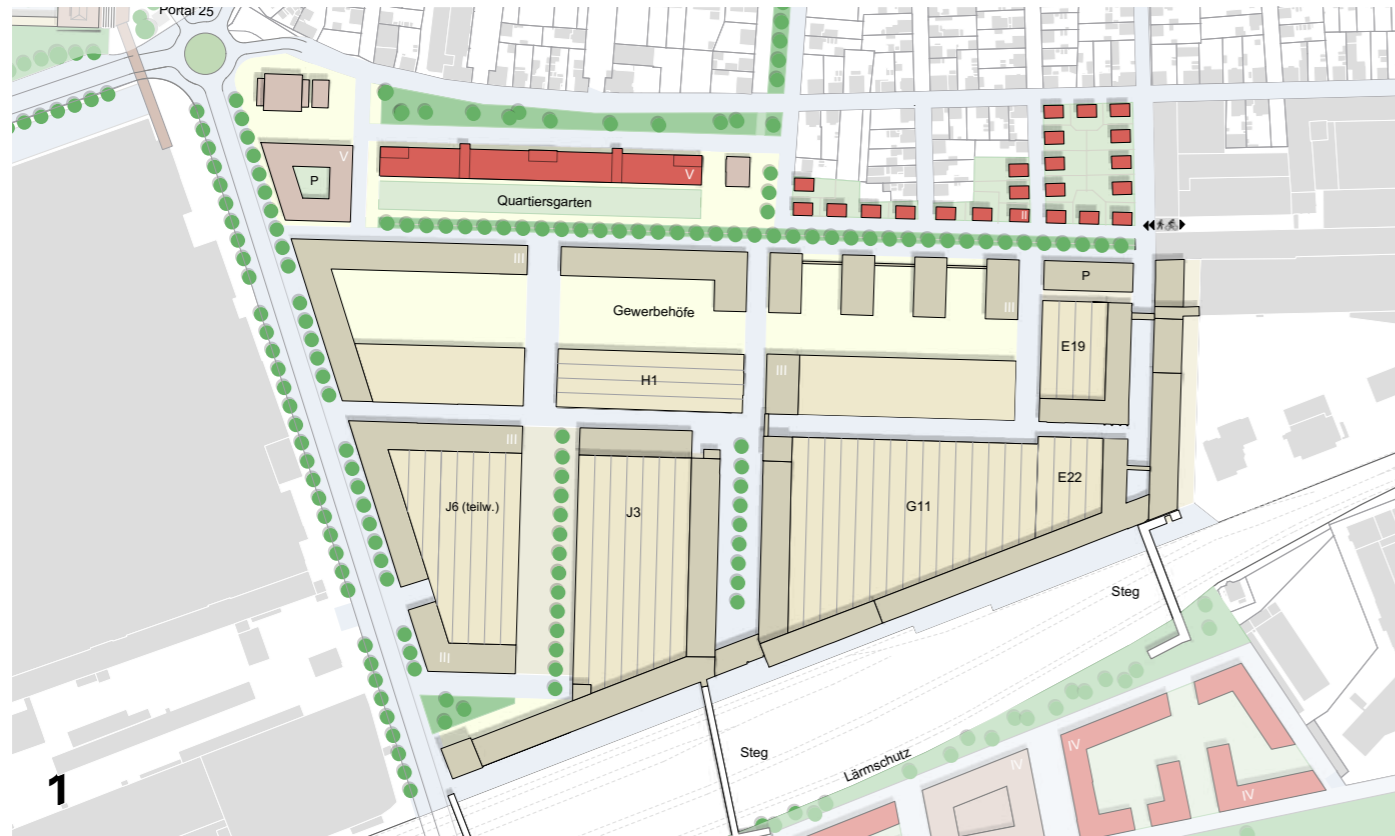 Portal 25
V
P
V
Quartiersgarten
II
III
P
Gewerbehöfe
III
E19
H1
III
III
E22
J6 (teilw.)
J3
G11
Steg
III
IV
Steg
Lärmschutz
IV
IV
1